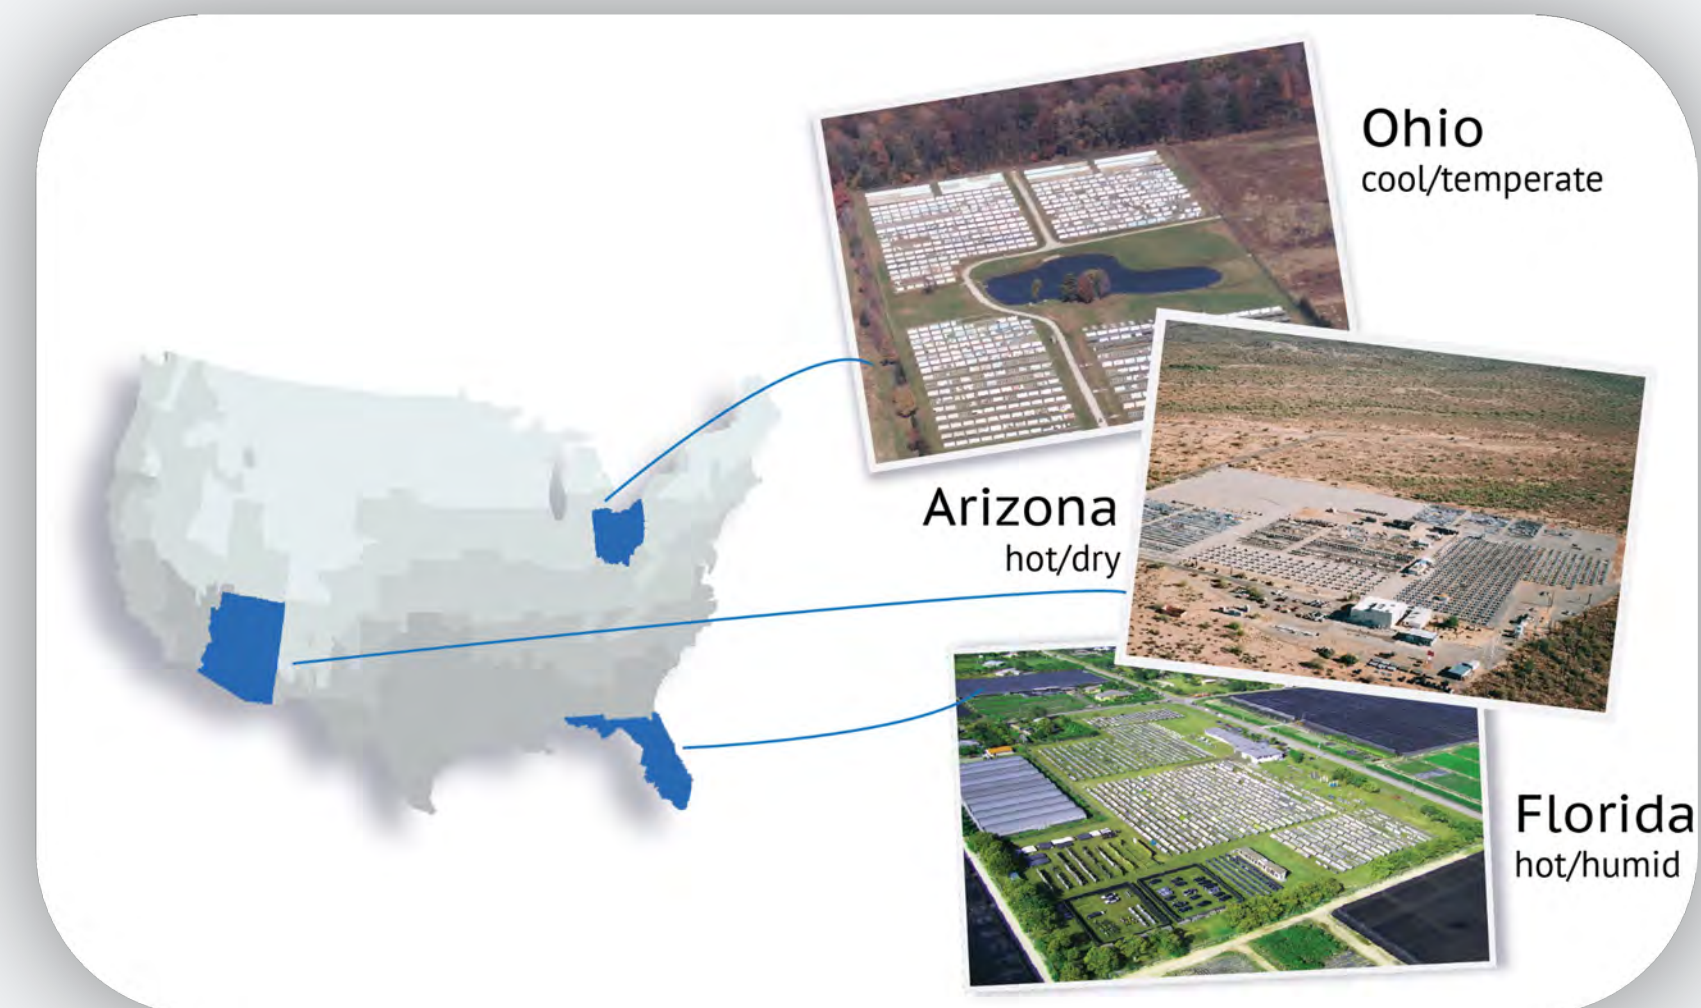 Ohio
cool/temperate
Arizona
hot/dry
Florida
hot/humid